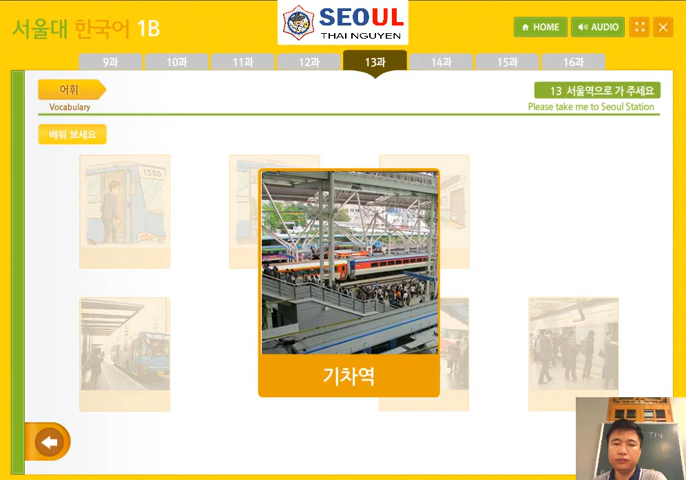 서울대 한국어 1B
SEOUL
THAI NGUYEN
HOME
AUDIO
9과
10과
11과
12과
13과
14과
15과
16과
어휘
Vocabulary
13 서울역으로 가 주세요
Please take me to Seoul Station
배워 보세요
1500
기차역
TIN